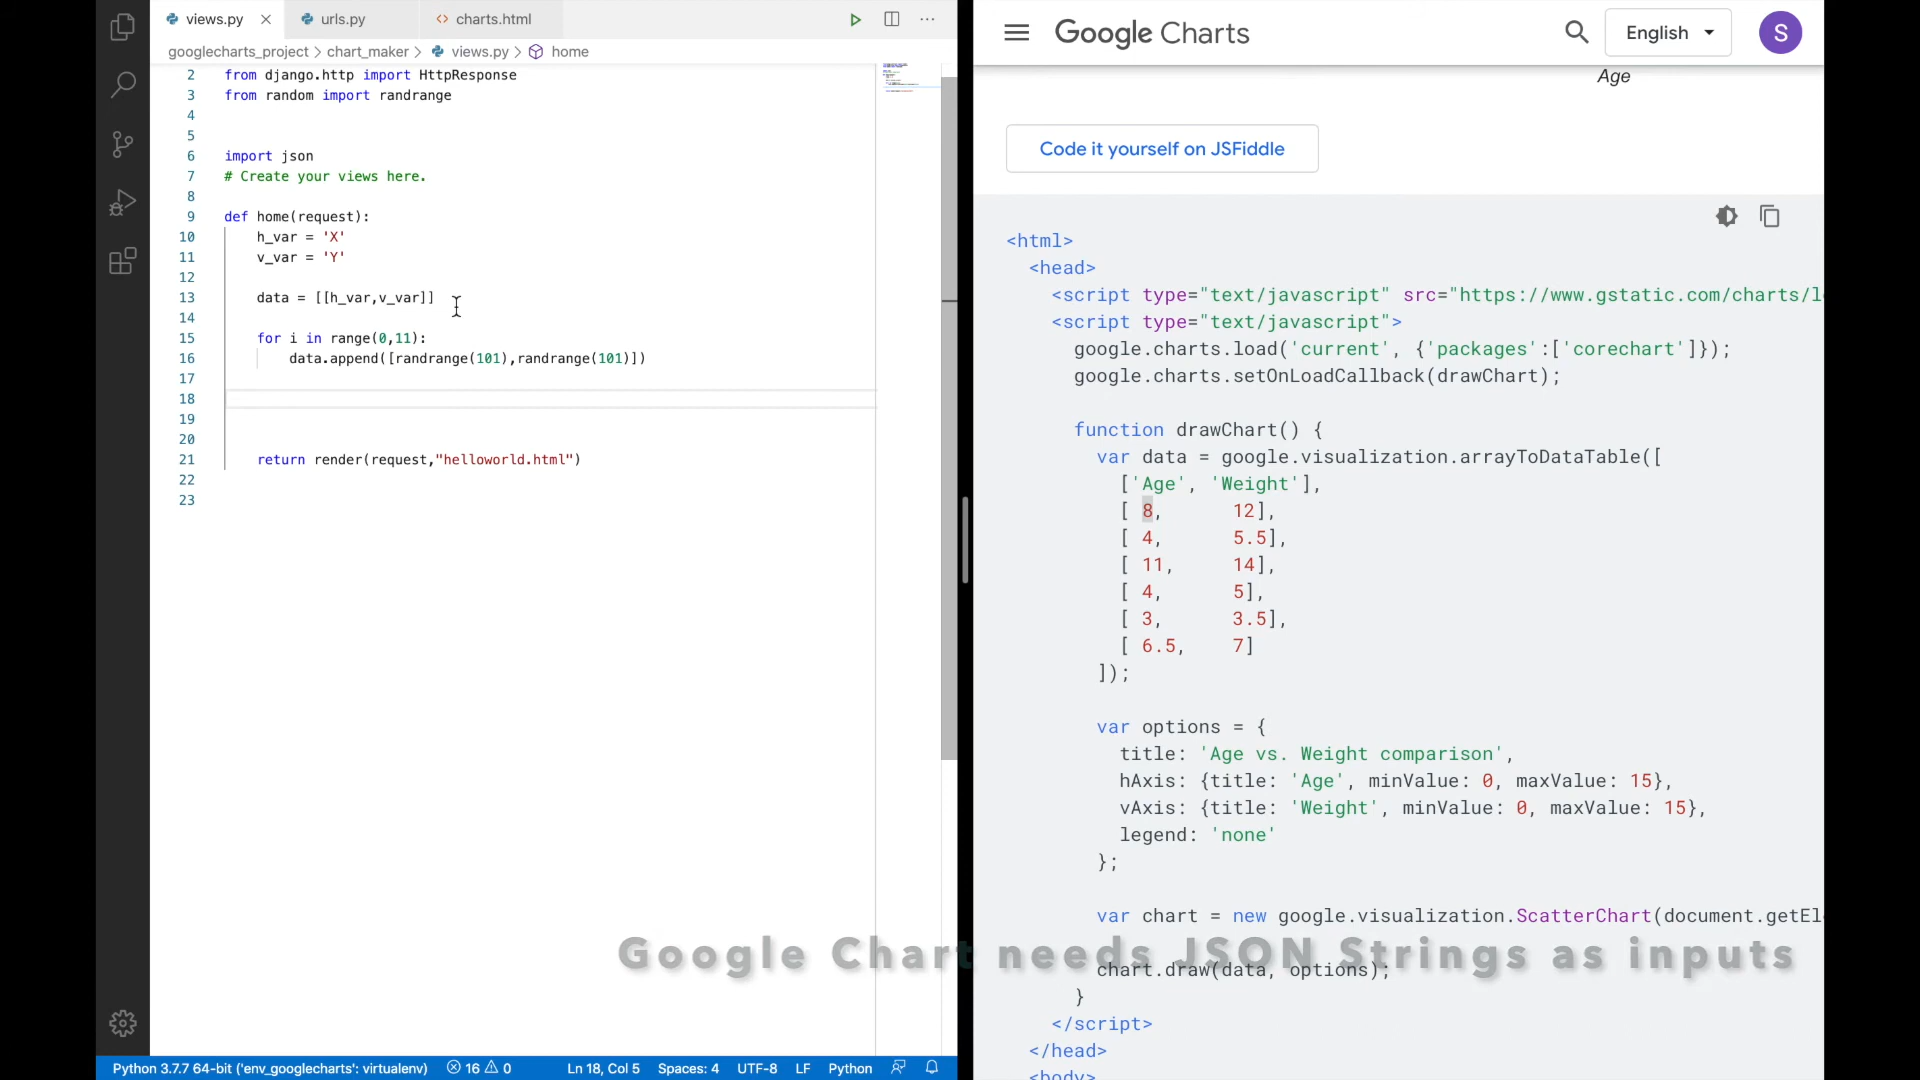 views.py
urls.py
<> charts.html
googlecharts_project > chart_maker > views.py > home
2 from django.http import HttpResponse
3 from random import randrange
4
5
6 import json
7 # Create your views here.
8
9 def home(request):
10 h_var = 'X'
11 v_var = 'Y'
12
13 data = [[h_var,v_var]]
14
15 for i in range(0,11):
16 data.append([randrange(101),randrange(101)])
17
18
19
20
21 return render(request,"helloworld.html")
22
23
Python 3.7.7 64-bit ('env_googlecharts': virtualenv) 16 0 Ln 18, Col 5 Spaces: 4 UTF-8 LF Python
Google Charts
English
S
Age
Code it yourself on JSFiddle
<html>
<head>
<script type="text/javascript" src="https://www.gstatic.com/charts/l
<script type="text/javascript">
google.charts.load('current', {'packages':['corechart']});
google.charts.setOnLoadCallback(drawChart);
function drawChart() {
var data = google.visualization.arrayToDataTable([
['Age', 'Weight'],
[ 8, 12],
[ 4, 5.5],
[ 11, 14],
[ 4, 5],
[ 3, 3.5],
[ 6.5, 7]
]);
var options = {
title: 'Age vs. Weight comparison',
hAxis: {title: 'Age', minValue: 0, maxValue: 15},
vAxis: {title: 'Weight', minValue: 0, maxValue: 15},
legend: 'none'
};
var chart = new google.visualization.ScatterChart(document.getEl
Google Chart needs JSON Strings as inputs
chart.draw(data, options);
}
</script>
</head>
<body>